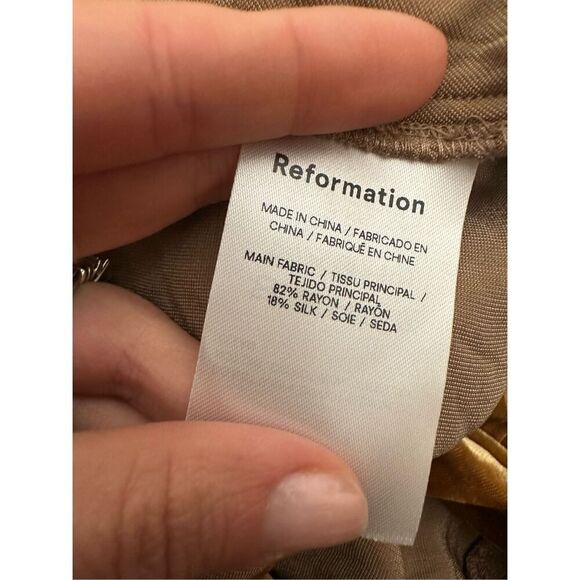 Reformation
MADE IN CHINA / FABRICADO EN
CHINA / FABRIQUÉ EN CHINE
MAIN FABRIC / TISSU PRINCIPAL /
TEJIDO PRINCIPAL
82% RAYON / RAYÓN
18% SILK / SOIE / SEDA